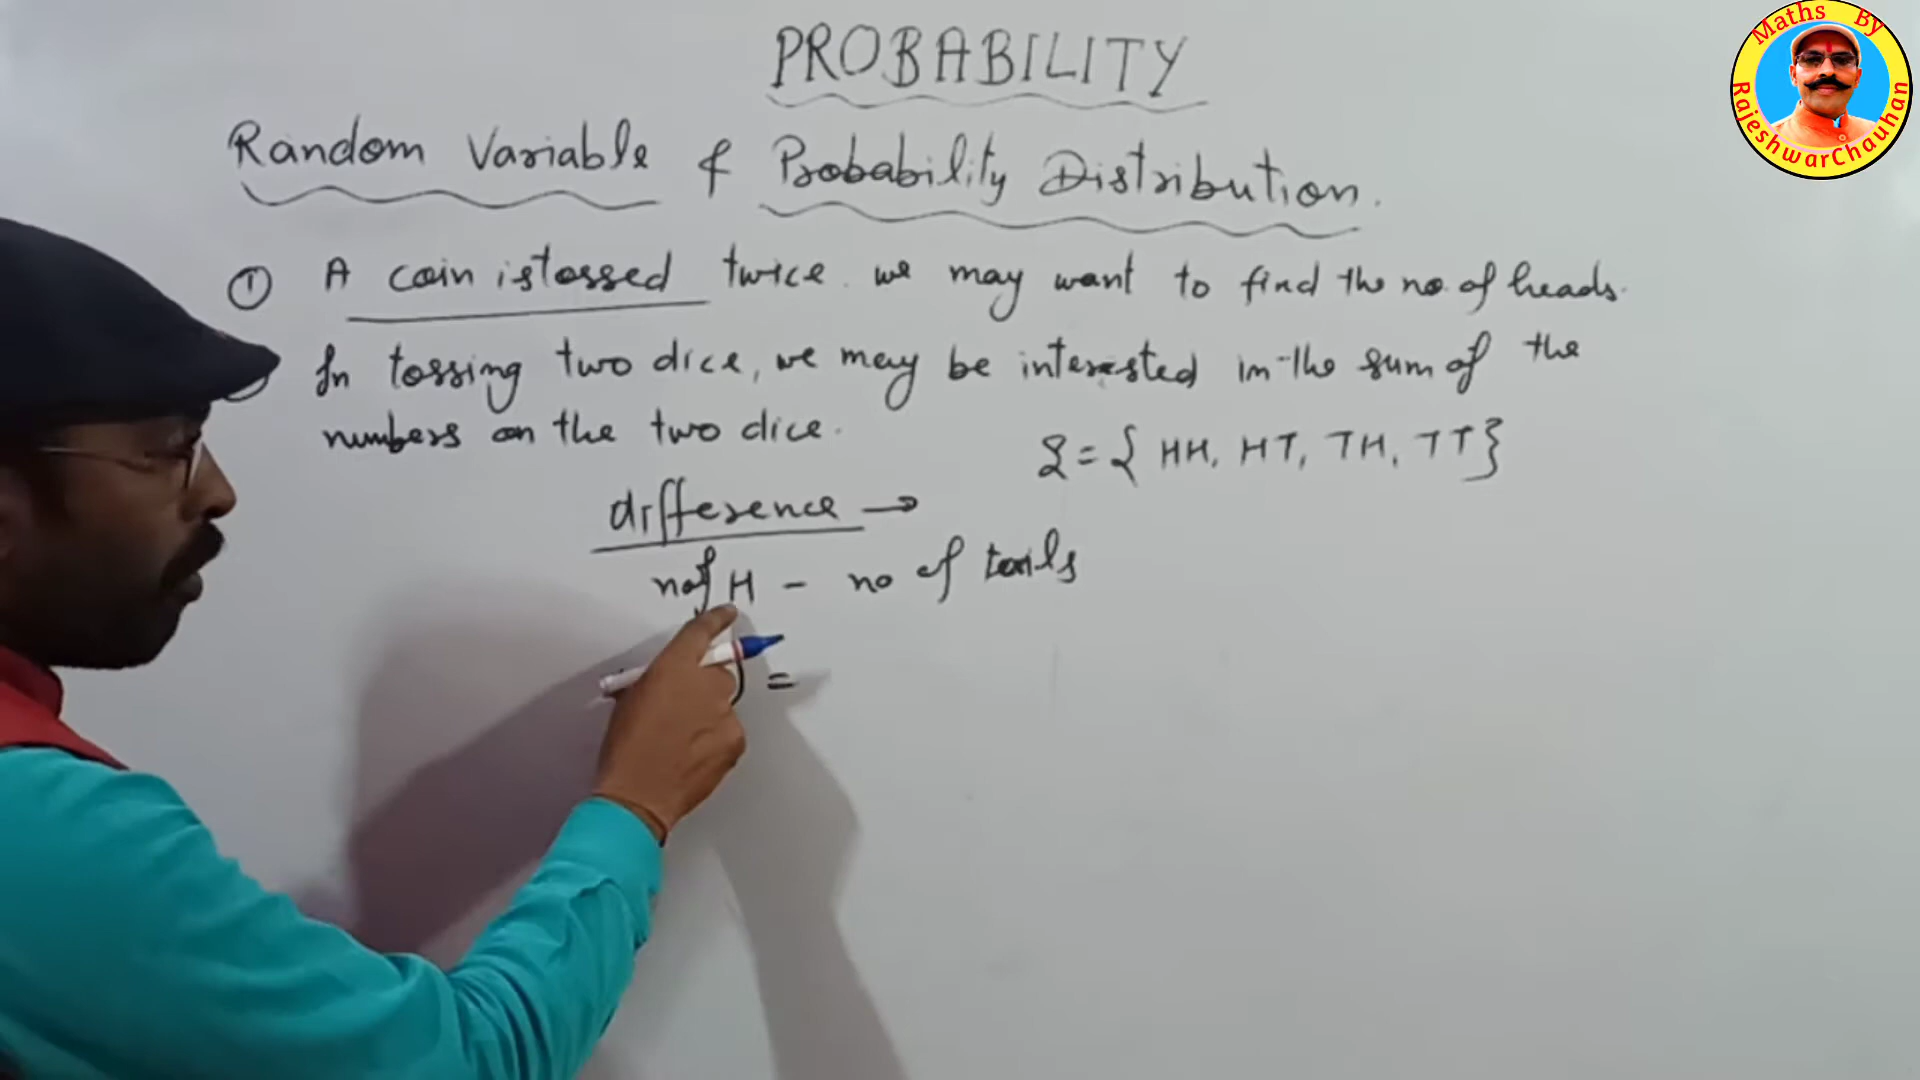 PROBABILITY
Random Variable & Probability Distribution.
① A coin is tossed twice. we may want to find the no. of heads.
In tossing two dice, we may be interested in the sum of the
numbers on the two dice.
S = { HH, HT, TH, TT}
difference →
no of H - no of tails
) =
Maths By
RajeshwarChauhan